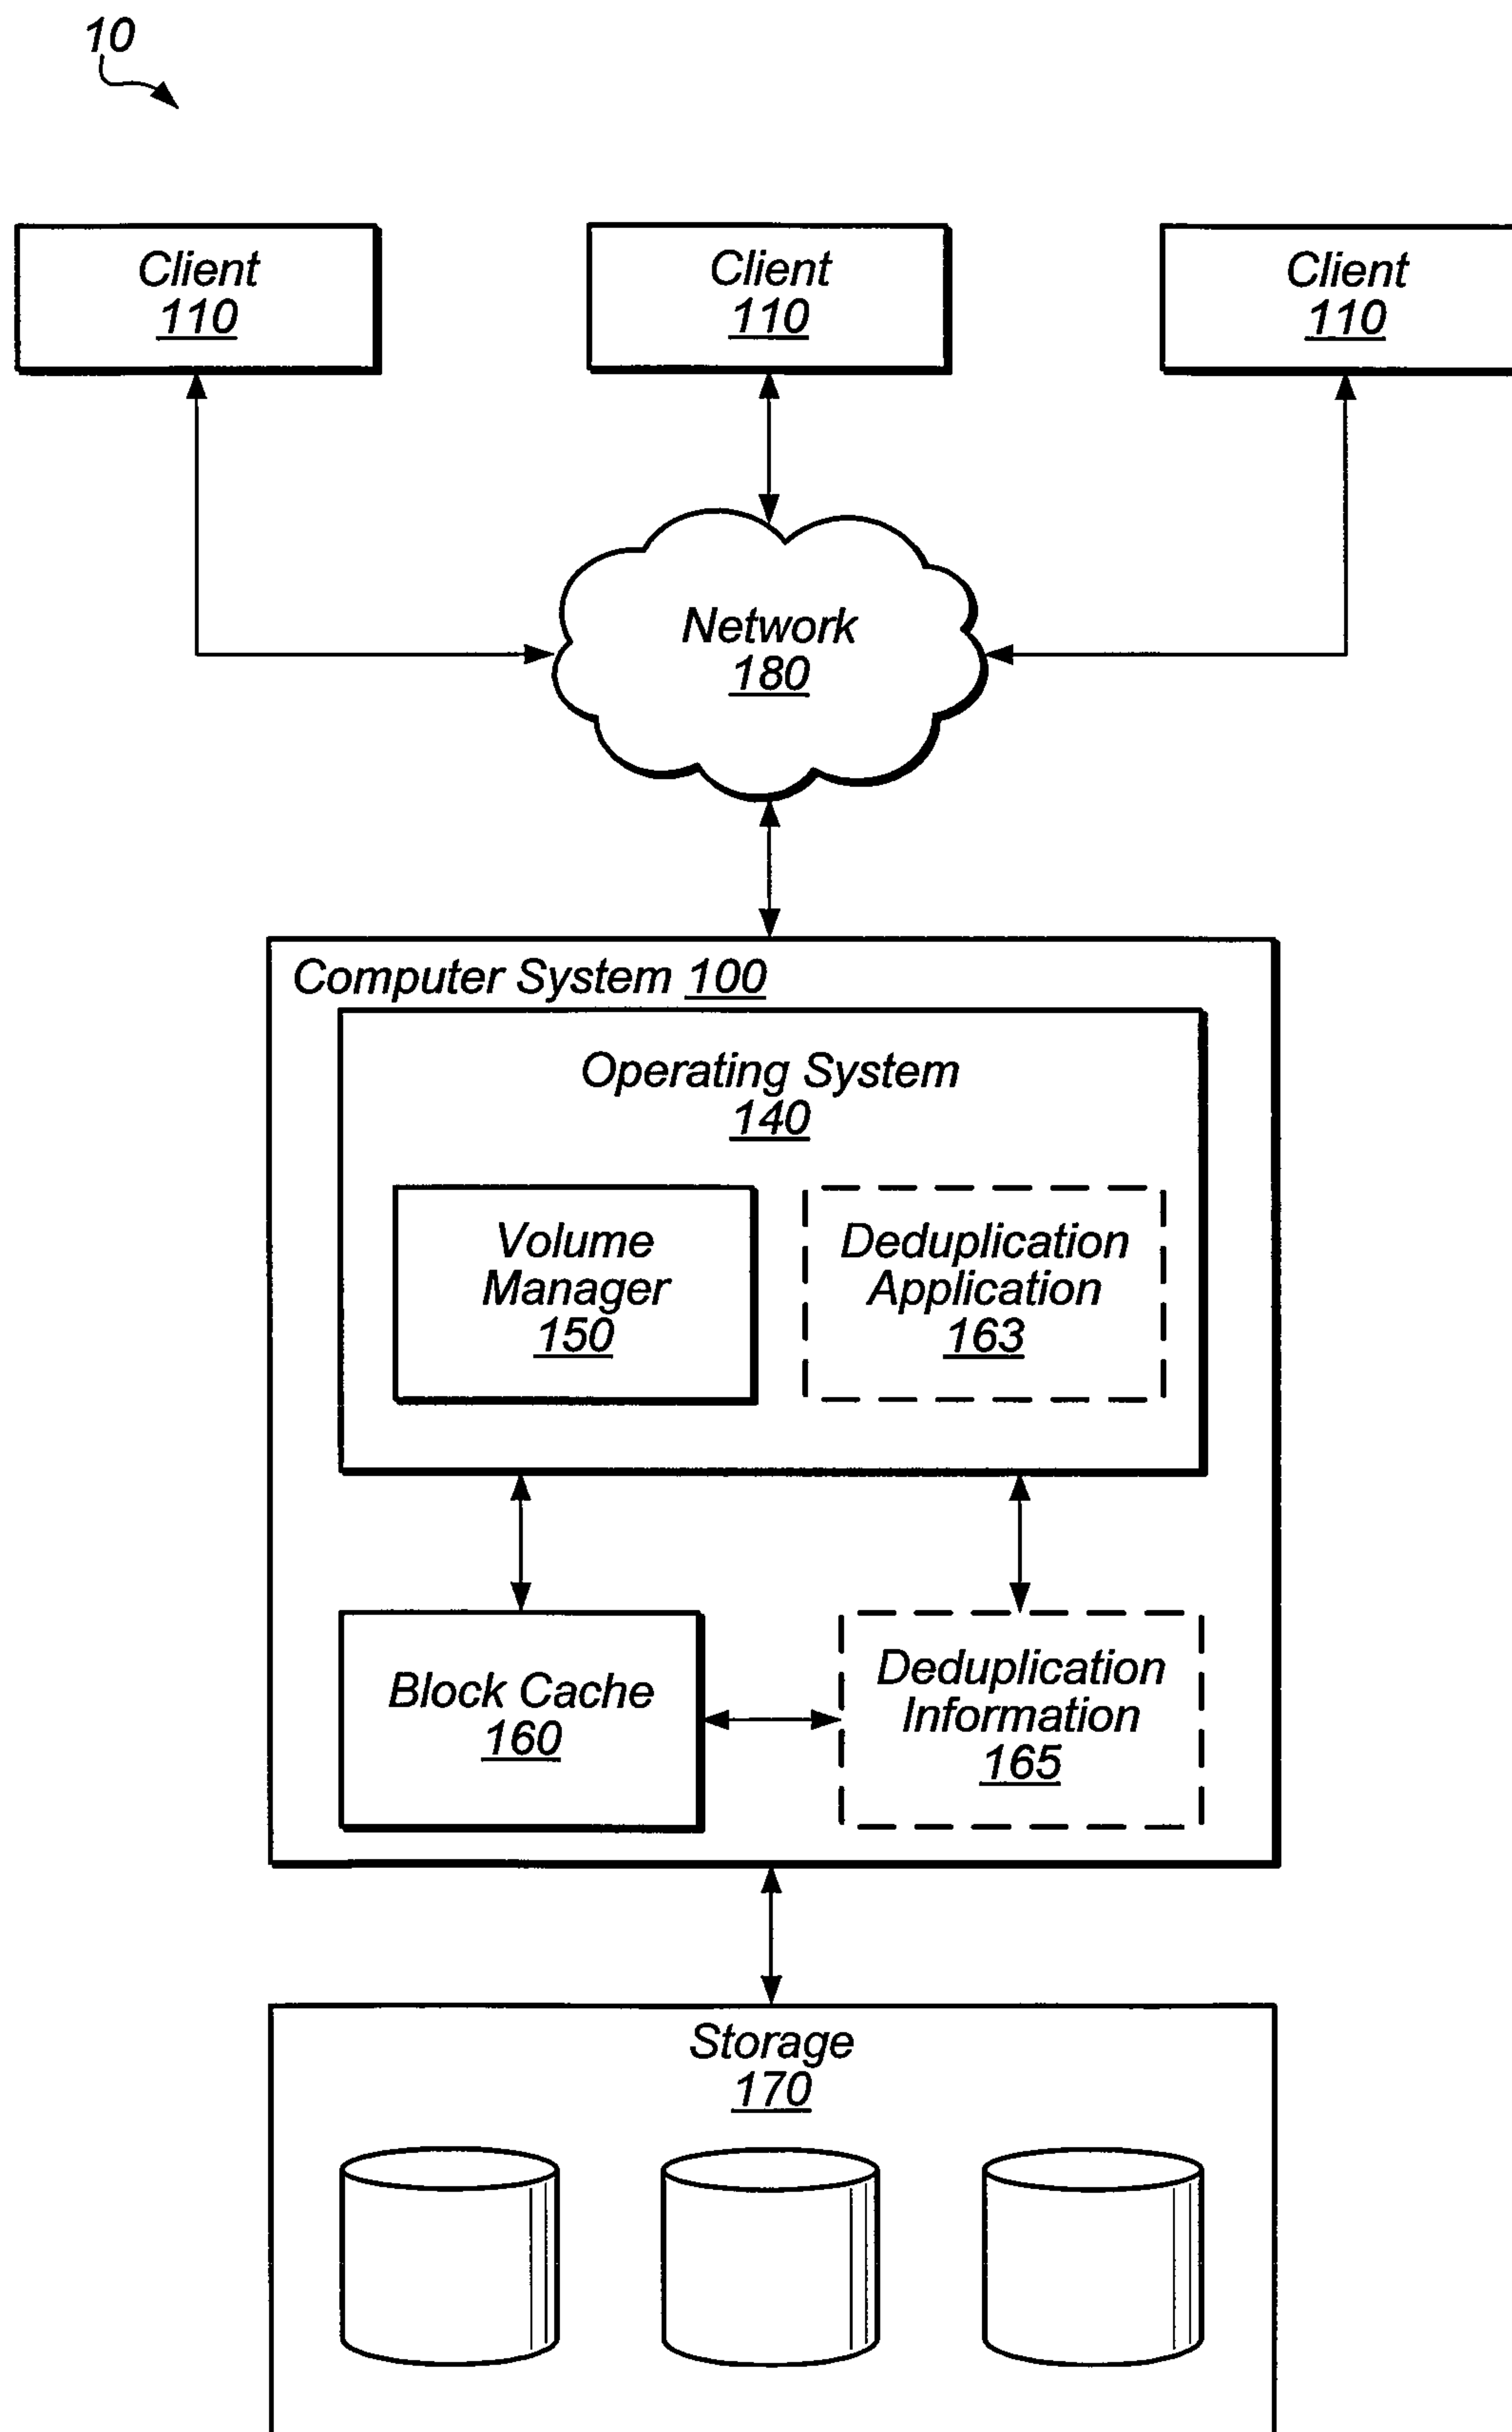 10
Client
110
Client
110
Client
110
Network
180
Computer System 100
Operating System
140
Volume
Manager
150
Deduplication
Application
163
Block Cache
160
Deduplication
Information
165
Storage
170